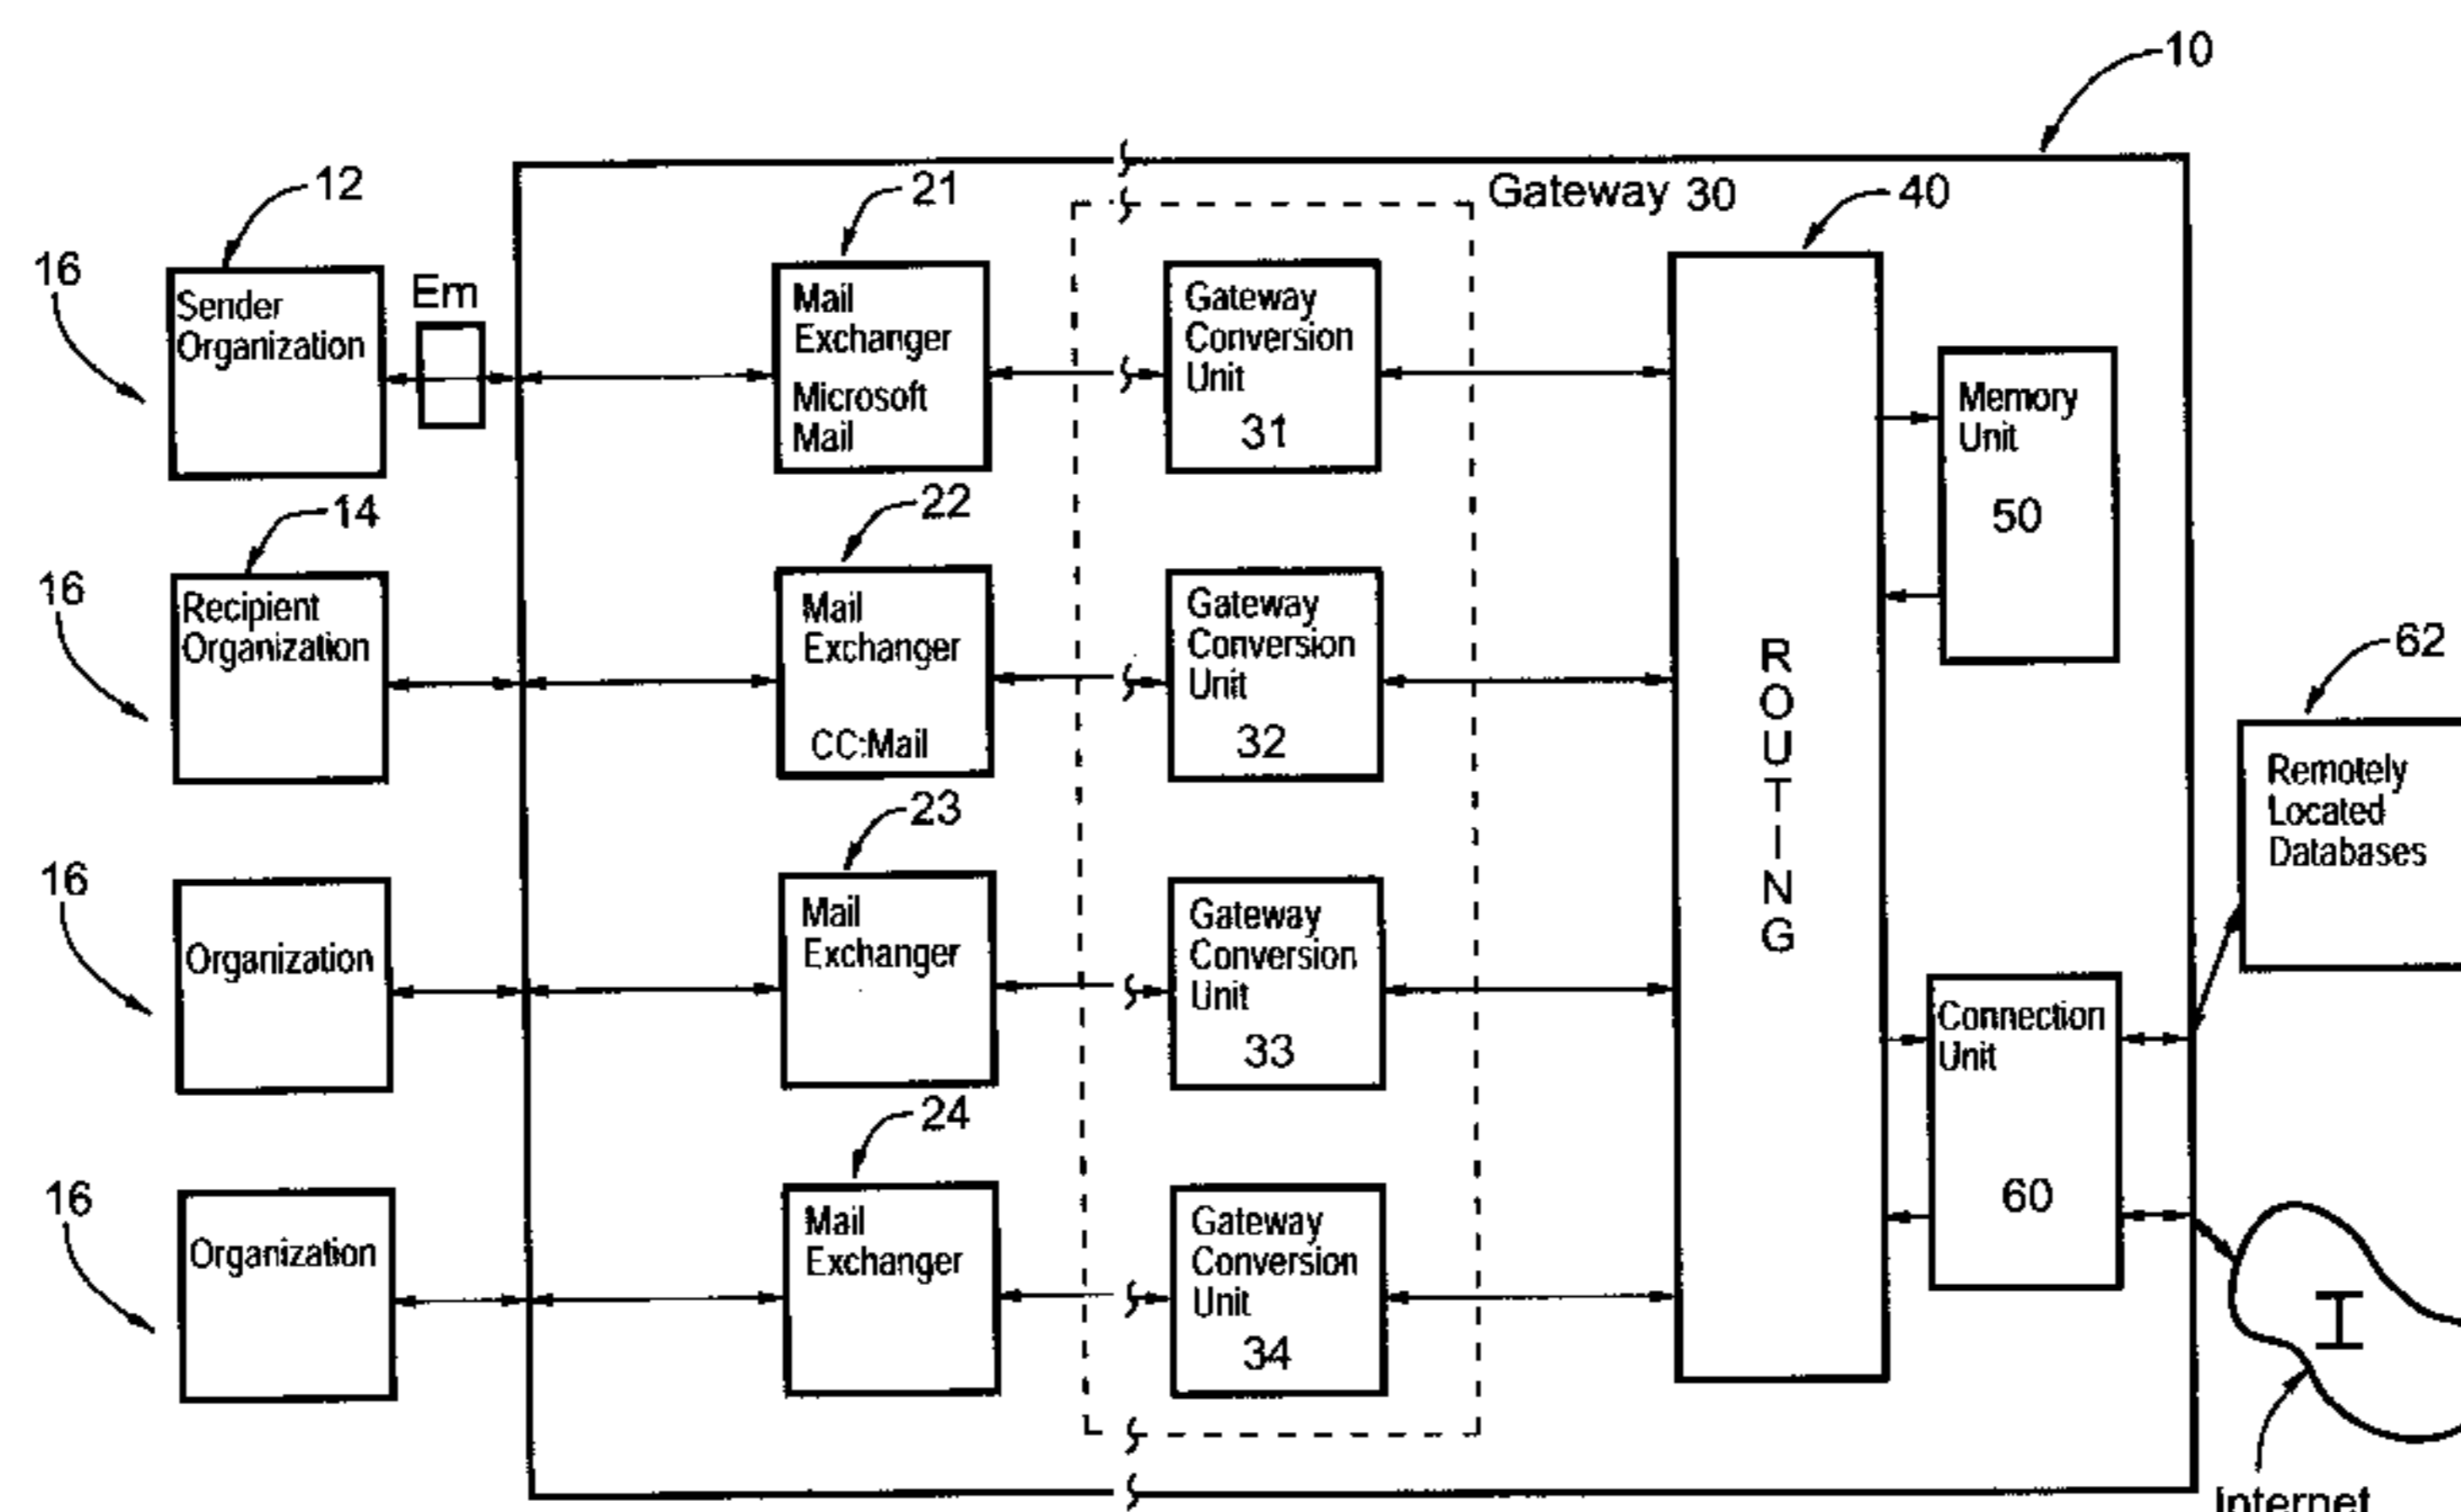 10
Gateway 30
12
21
40
16
Em
Sender
Organization
Mail
Exchanger
Microsoft
Mail
Gateway
Conversion
Unit
31
Memory
Unit
50
14
22
16
Recipient
Organization
Mail
Exchanger
CC:Mail
Gateway
Conversion
Unit
32
ROUTING
62
Remotely
Located
Databases
23
16
Organization
Mail
Exchanger
Gateway
Conversion
Unit
33
Connection
Unit
60
24
16
Organization
Mail
Exchanger
Gateway
Conversion
Unit
34
I
Internet